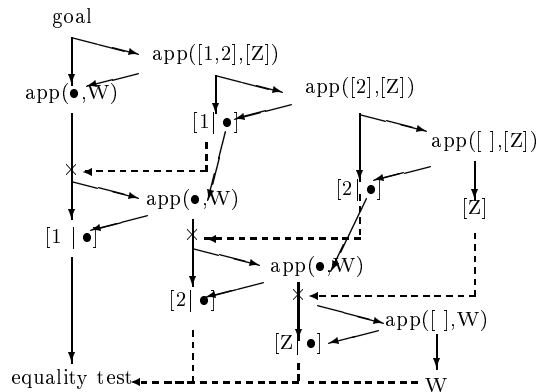 goal
app([1,2],[Z])
app(●,W)
app([2],[Z])
[1|●]
app([ ],[Z])
×
app(●,W)
[2|●]
[Z]
[1 |●]
×
app(●,W)
[2|●]
×
app([ ],W)
[Z|●]
equality test
W